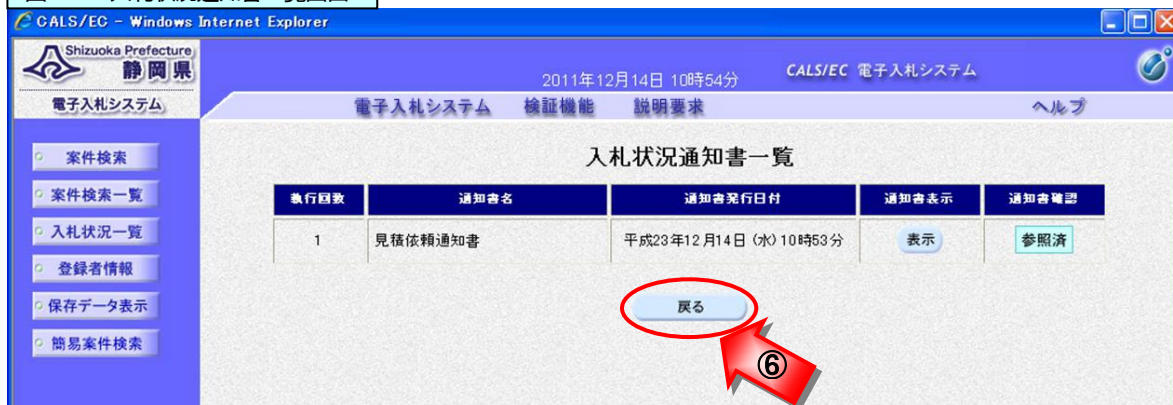 CALS/EC - Windows Internet Explorer
Shizuoka Prefecture
静岡県
電子入札システム
2011年12月14日 10時54分
CALS/EC 電子入札システム
電子入札システム 検証機能 説明要求 ヘルプ
案件検索
案件検索一覧
入札状況一覧
登録者情報
保存データ表示
簡易案件検索
入札状況通知書一覧
執行回数 通知書名 通知書発行日付 通知書表示 通知書確認
1 見積依頼通知書 平成23年12月14日 (水) 10時53分 表示 参照済
戻る
⑥